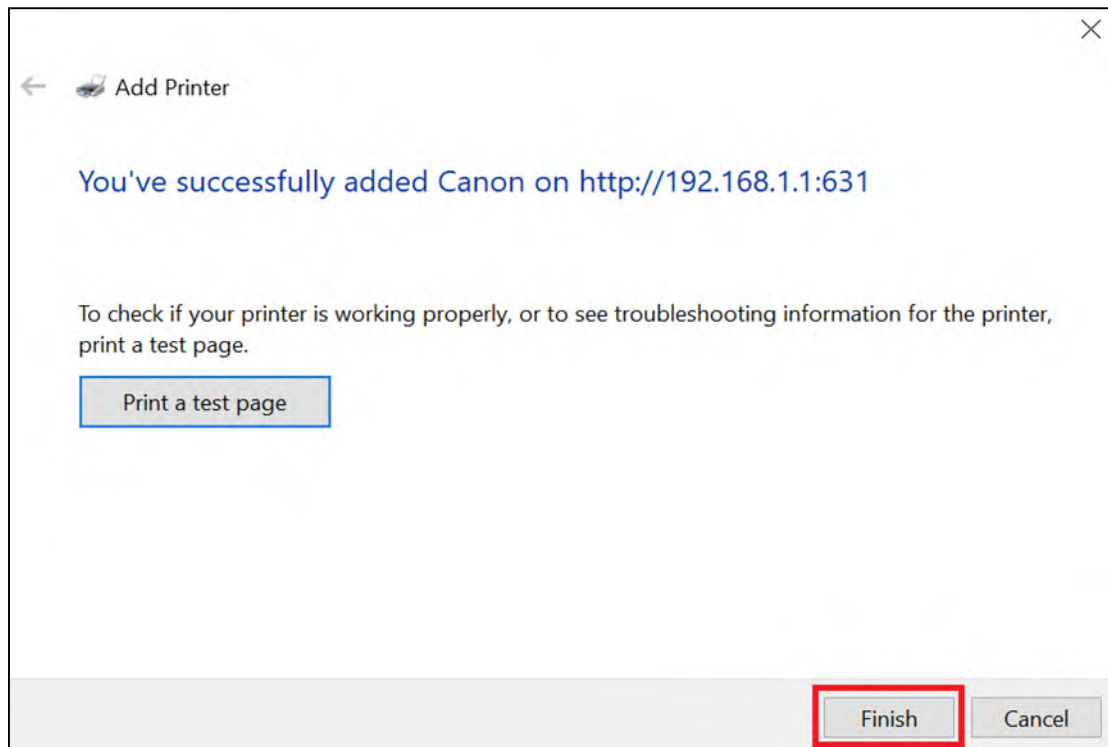 Add Printer
You've successfully added Canon on http://192.168.1.1:631
To check if your printer is working properly, or to see troubleshooting information for the printer,
print a test page.
Print a test page
Finish
Cancel